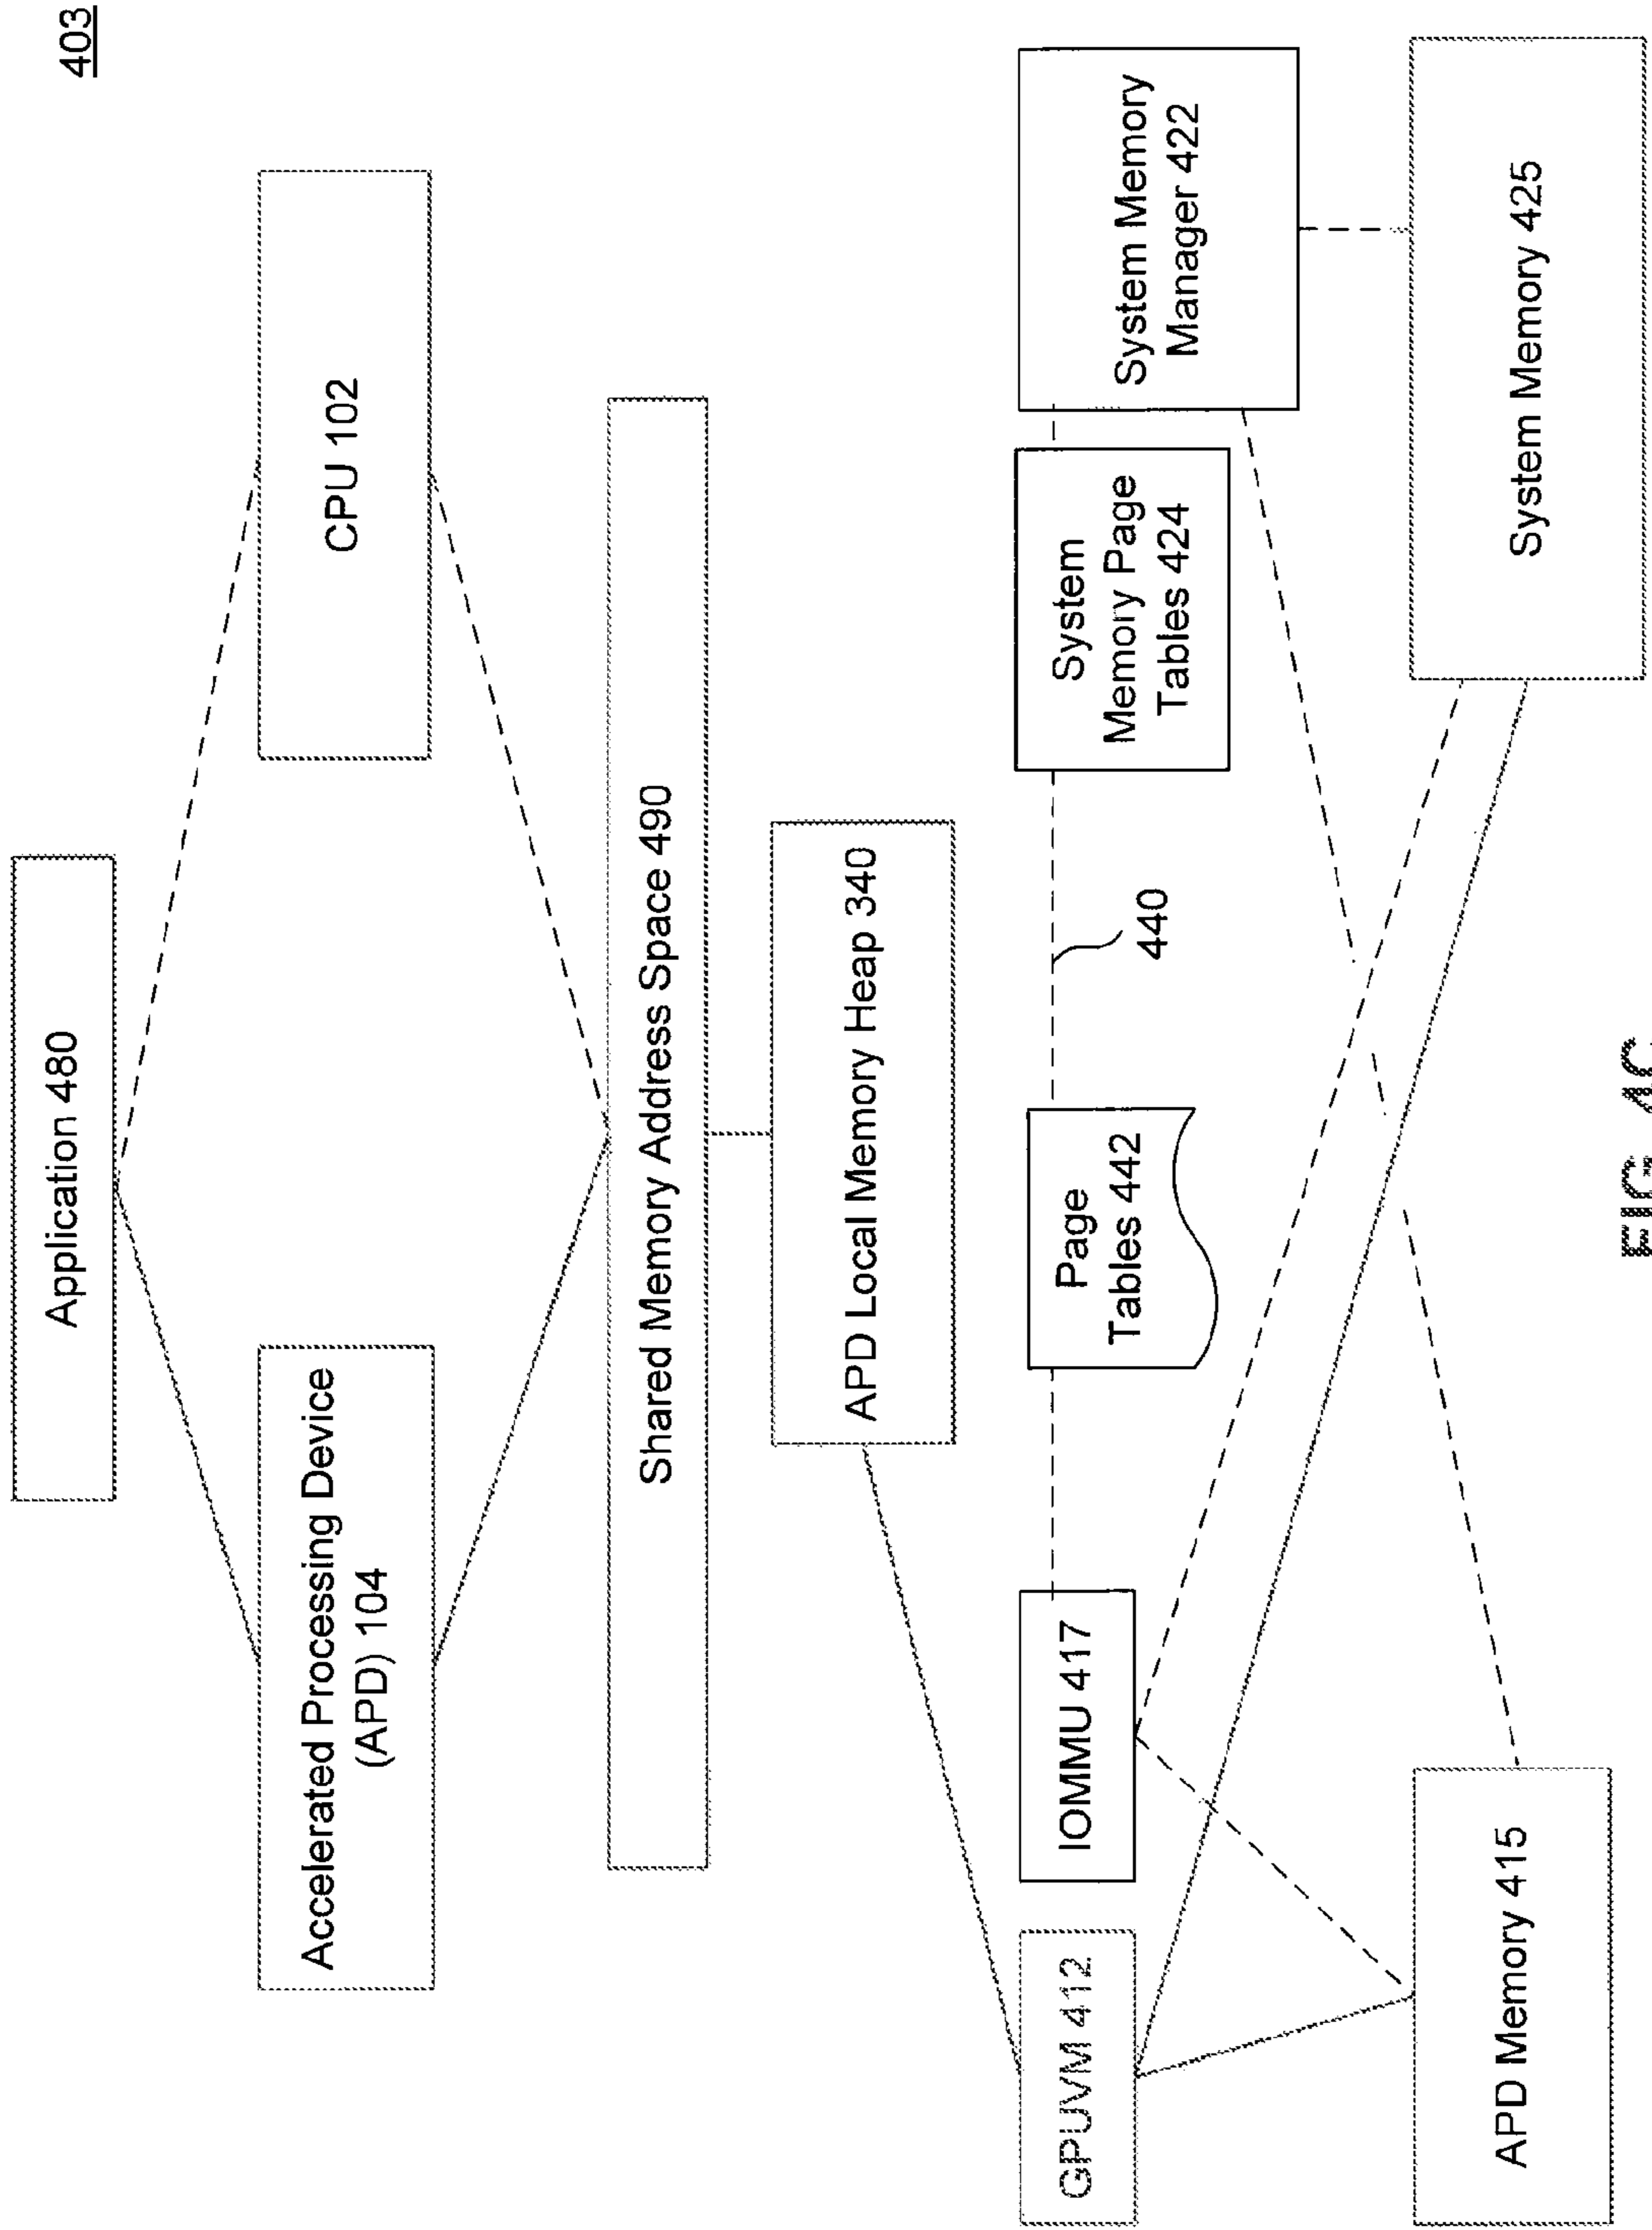 403
Application 480
Accelerated Processing Device
(APD) 104
CPU 102
Shared Memory Address Space 490
APD Local Memory Heap 340
GPUVM 412
IOMMU 417
Page
Tables 442
440
System
Memory Page
Tables 424
System Memory
Manager 422
APD Memory 415
System Memory 425
FIG. 4C